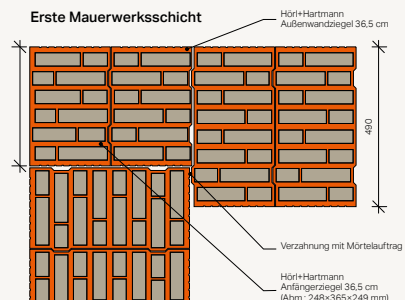 Erste Mauerwerksschicht
Hörl+Hartmann
Außenwandziegel 36,5 cm
490
Verzahnung mit Mörtelauftrag
Hörl+Hartmann
Anfängerziegel 36,5 cm
(Abm.: 248×365×249 mm)